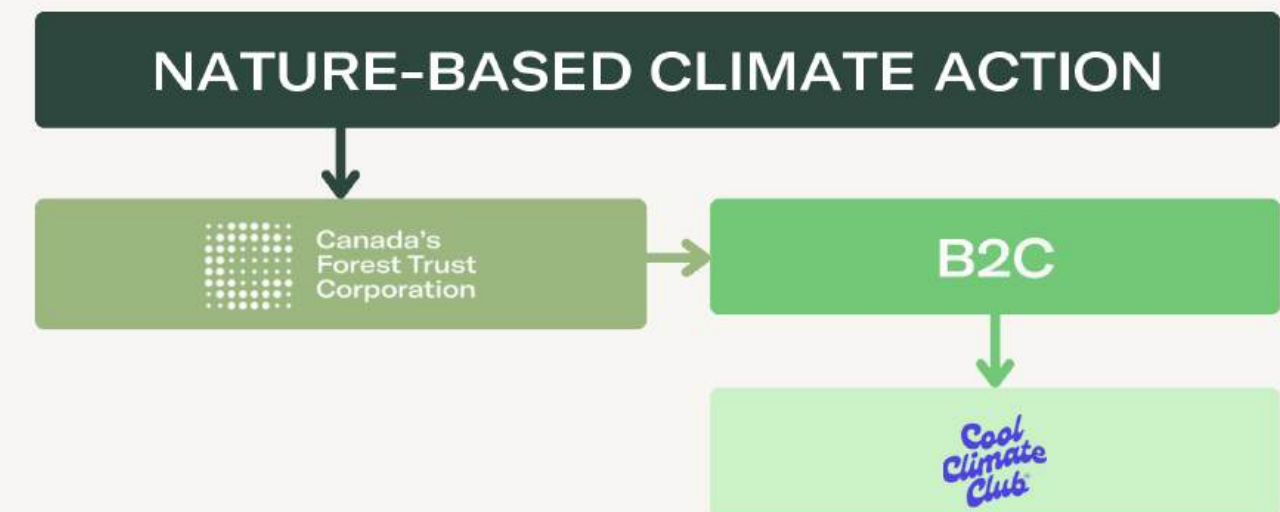 NATURE-BASED CLIMATE ACTION
Canada's
Forest Trust
Corporation
B2C
Cool
Climate
Club